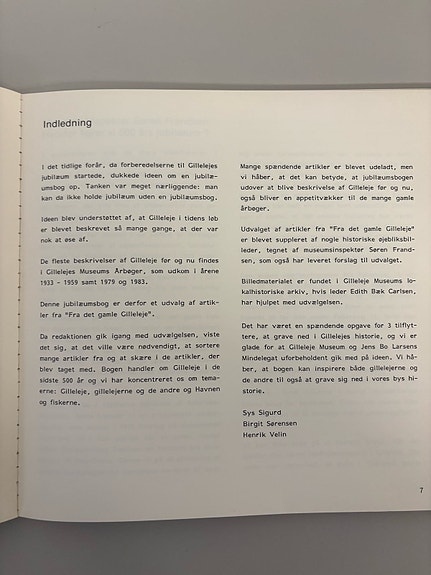 Indledning
I det tidlige forår, da forberedelserne til Gillelejes
jubilæum startede, dukkede ideen om en jubilæ-
umsbog op. Tanken var meget nærliggende: man
kan da ikke holde jubilæum uden en jubilæumsbog.
Ideen blev understøttet af, at Gilleleje i tidens løb
er blevet beskrevet så mange gange, at der var
nok at øse af.
De fleste beskrivelser af Gilleleje før og nu findes
i Gillelejes Museums Årbøger, som udkom i årene
1933 - 1959 samt 1979 og 1983.
Denne jubilæumsbog er derfor et udvalg af artik-
ler fra "Fra det gamle Gilleleje".
Da redaktionen gik igang med udvælgelsen, viste
det sig, at det ville være nødvendigt, at sortere
mange artikler fra og at skære i de artikler, der
blev taget med. Bogen handler om Gilleleje i de
sidste 500 år og vi har koncentreret os om tema-
erne: Gilleleje, gillelejerne og de andre og Havnen
og fiskerne.
Mange spændende artikler er blevet udeladt, men
vi håber, at det kan betyde, at jubilæumsbogen
udover at blive beskrivelse af Gilleleje før og nu,
også bliver en appetitvækker til de mange gamle
årbøger.
Udvalget af artikler fra "Fra det gamle Gilleleje"
er blevet suppleret af nogle historiske øjebliksbil-
leder, tegnet af museumsinspektør Søren Frand-
sen, som også har leveret forslag til udvalget.
Billedmaterialet er fundet i Gilleleje Museums lo-
kalhistoriske arkiv, hvis leder Edith Bæk Carlsen,
har hjulpet med udvælgelsen.
Det har været en spændende opgave for 3 tilflyt-
tere, at grave ned i Gillelejes historie, og vi er
glade for at Gilleleje Museum og Jens Bo Larsens
Mindelegat uforbeholdent gik med på ideen. Vi hå-
ber, at bogen kan inspirere både gillelejerne og
de andre til også at grave sig ned i vores bys hi-
storie.
Sys Sigurd
Birgit Sørensen
Henrik Velin
7